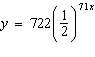 y = 722(1/2)^{71x}